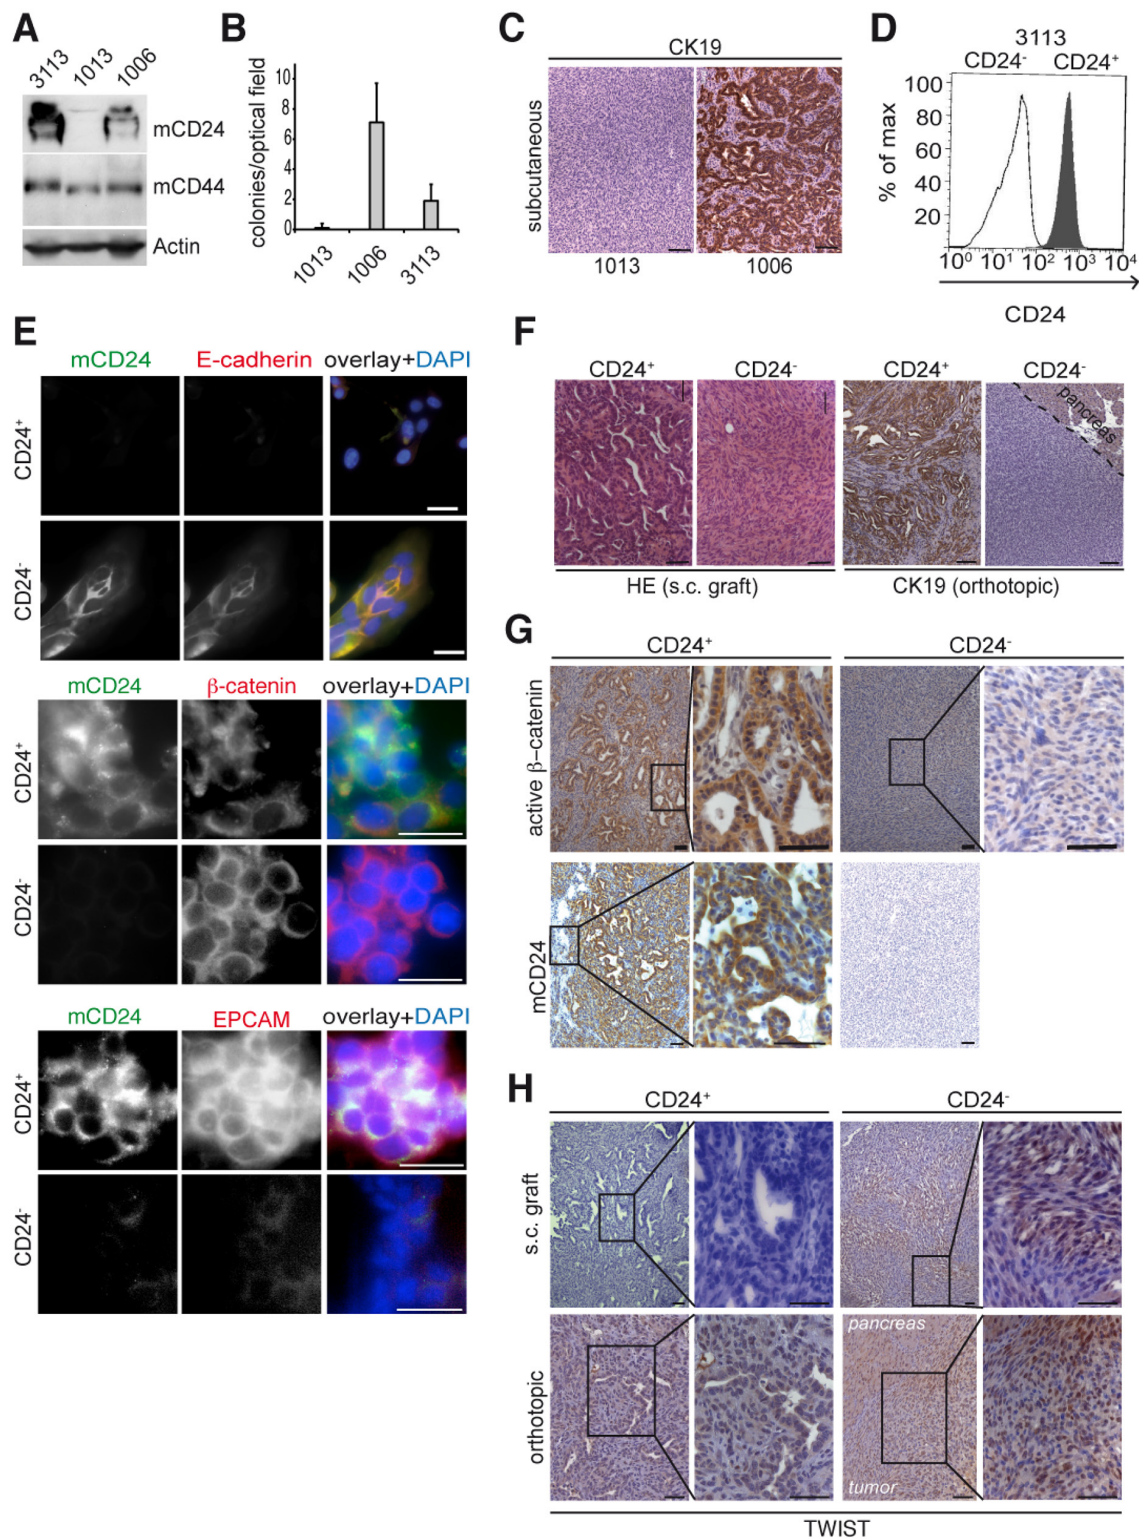 A
3113
1013
1006
mCD24
mCD44
Actin
B
colonies/optical field
10
8
6
4
2
0
1013
1006
3113
C
CK19
subcutaneous
1013
1006
D
3113
CD24⁻ CD24⁺
% of max
100
80
60
40
20
10⁰ 10¹ 10² 10³ 10⁴
CD24
E
mCD24 E-cadherin overlay+DAPI
CD24⁺
CD24⁻
mCD24 β-catenin overlay+DAPI
CD24⁺
CD24⁻
mCD24 EPCAM overlay+DAPI
CD24⁺
CD24⁻
F
CD24⁺ CD24⁻ CD24⁺ CD24⁻
pancreas
HE (s.c. graft) CK19 (orthotopic)
G
CD24⁺ CD24⁻
active β–catenin
mCD24
H
CD24⁺ CD24⁻
s.c. graft
orthotopic
pancreas
tumor
TWIST